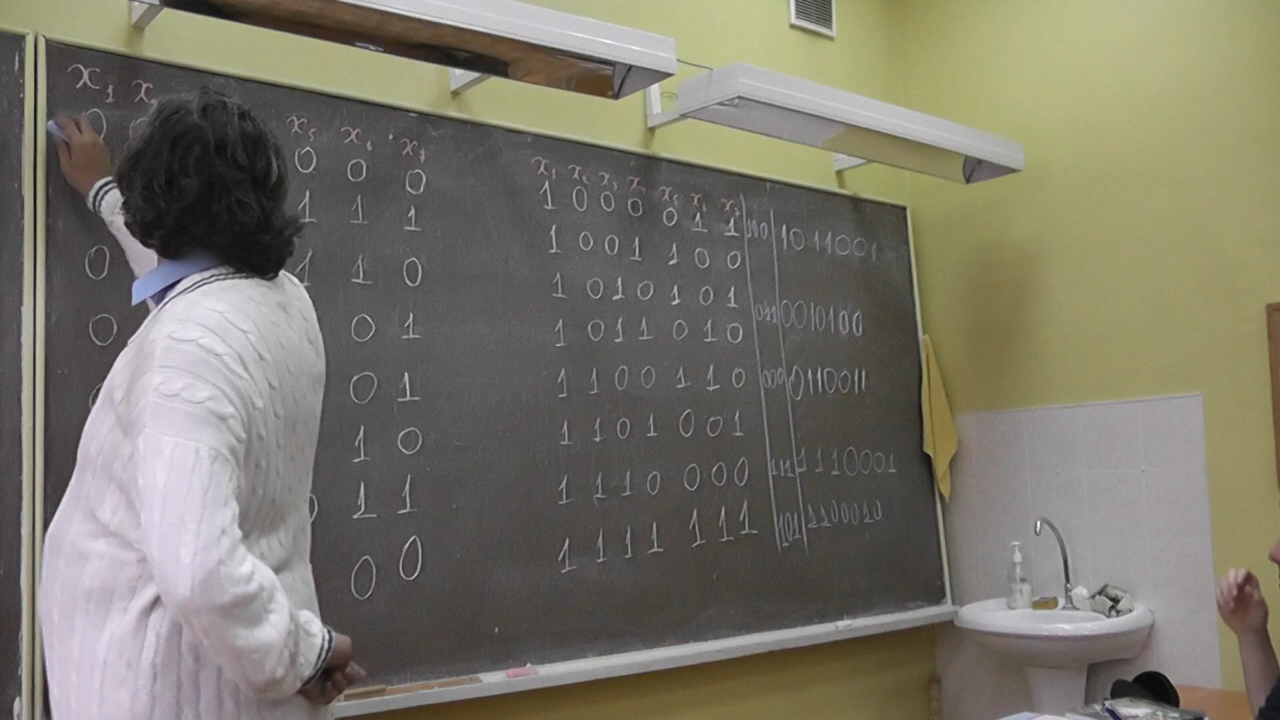 x₁ x₅ x₆ x₇
0 0 0 0
1 1 1
0 1 1 0
0 0 1
0 1
1 0
1 1
0 0
x₁ x₂ x₃ x₄ x₅ x₆ x₇
1 0 0 0 0 1 1 100 1011001
1 0 0 1 1 0 0
1 0 1 0 1 0 1 011 0010100
1 0 1 1 0 1 0
1 1 0 0 1 1 0 000 0110011
1 1 0 1 0 0 1
1 1 0 0 0 0 0 111 1110001
1 1 1 1 1 1 1 101 1100010